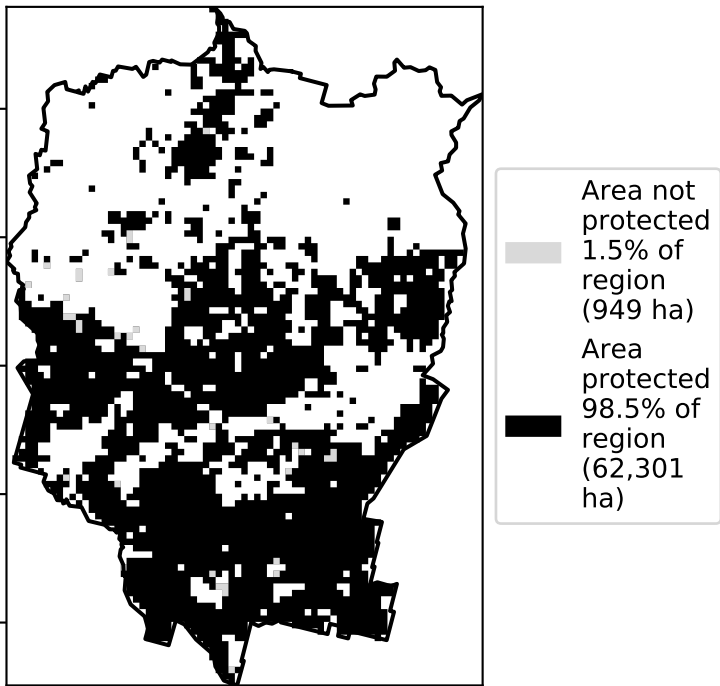 Area not
protected
1.5% of
region
(949 ha)
Area
protected
98.5% of
region
(62,301
ha)